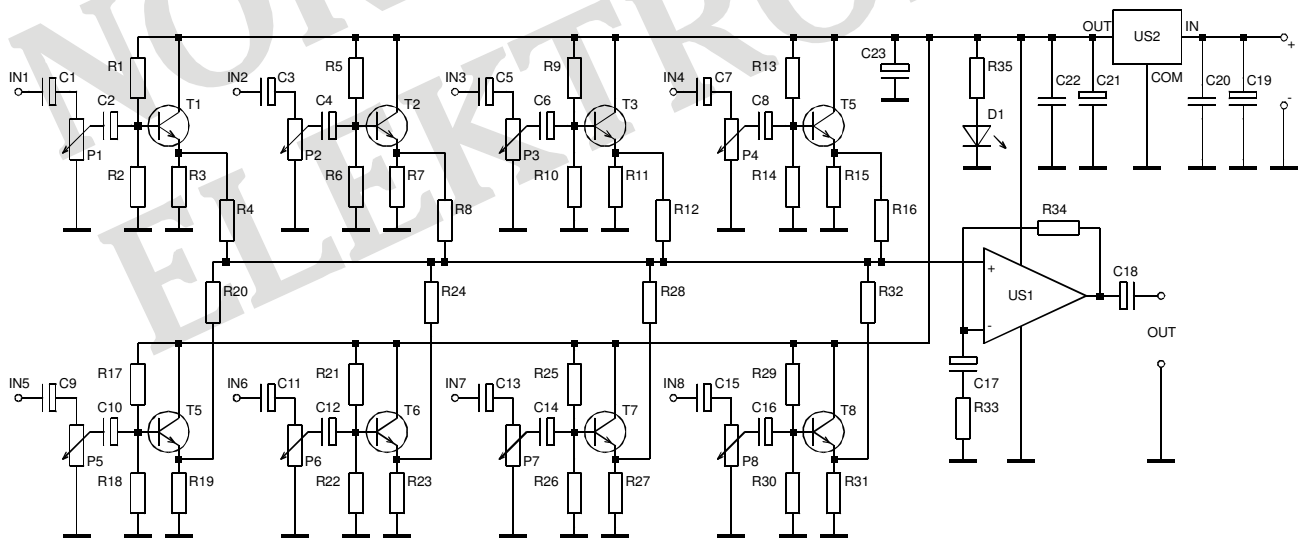 NOR
ELEKTRO
OUT US2 IN
COM
+
-
R1 R5 R9 R13 C23 R35 C22 C21 C20 C19
IN1 C1 IN2 C3 IN3 C5 IN4 C7
C2 T1 C4 T2 C6 T3 C8 T5 D1
P1 P2 P3 P4
R2 R3 R6 R7 R10 R11 R14 R15
R4 R8 R12 R16 R34
+ C18
R20 R24 R28 R32 US1
-
OUT
R17 R21 R25 R29 C17
IN5 C9 IN6 C11 IN7 C13 IN8 C15
C10 T5 C12 T6 C14 T7 C16 T8 R33
P5 P6 P7 P8
R18 R19 R22 R23 R26 R27 R30 R31